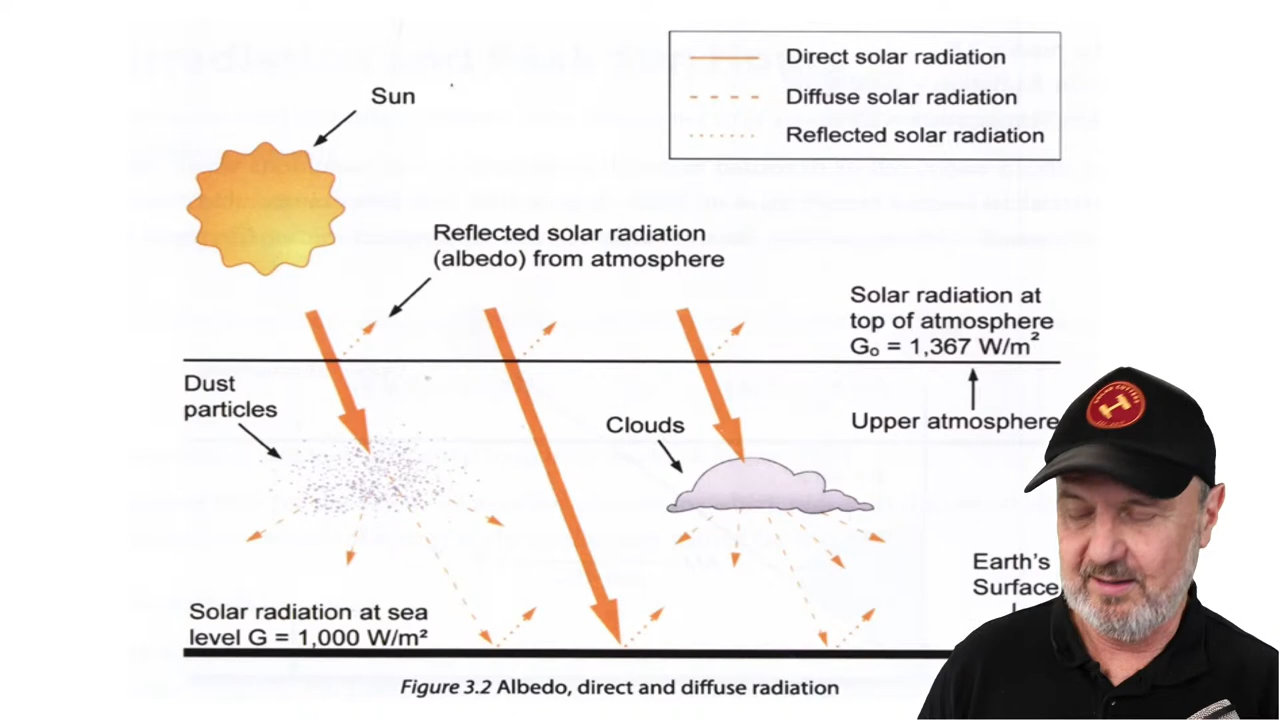 Direct solar radiation
Diffuse solar radiation
Reflected solar radiation
Sun
Reflected solar radiation
(albedo) from atmosphere
Solar radiation at
top of atmosphere
G₀ = 1,367 W/m²
Dust
particles
Clouds
Upper atmosphere
Earth's
Surface
Solar radiation at sea
level G = 1,000 W/m²
Figure 3.2 Albedo, direct and diffuse radiation